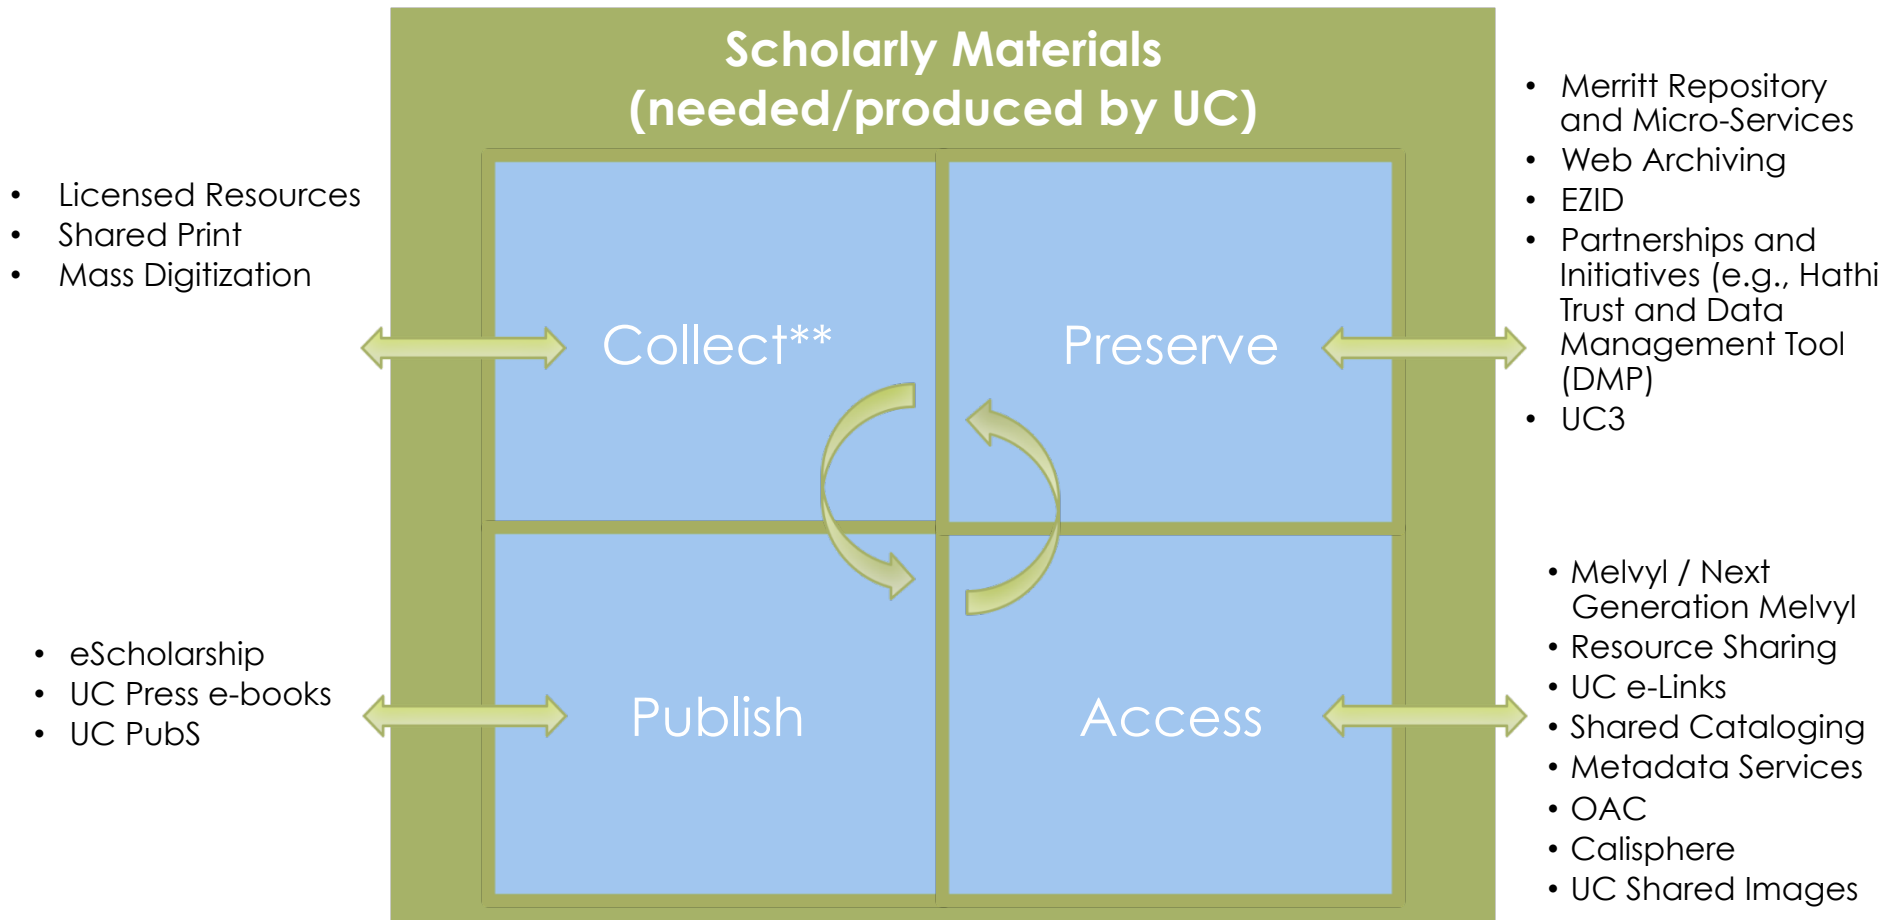 Scholarly Materials
(needed/produced by UC)
• Licensed Resources
• Shared Print
• Mass Digitization
Collect**
Preserve
• Merritt Repository
and Micro-Services
• Web Archiving
• EZID
• Partnerships and
Initiatives (e.g., Hathi
Trust and Data
Management Tool
(DMP)
• UC3
• eScholarship
• UC Press e-books
• UC PubS
Publish
Access
• Melvyl / Next
Generation Melvyl
• Resource Sharing
• UC e-Links
• Shared Cataloging
• Metadata Services
• OAC
• Calisphere
• UC Shared Images